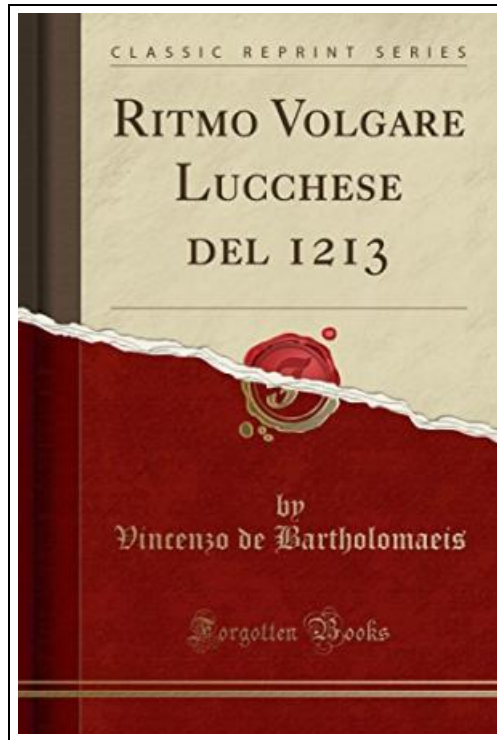 CLASSIC REPRINT SERIES
RITMO VOLGARE
LUCCHESE
DEL 1213
F
by
Vincenzo de Bartholomaeis
Forgotten Books